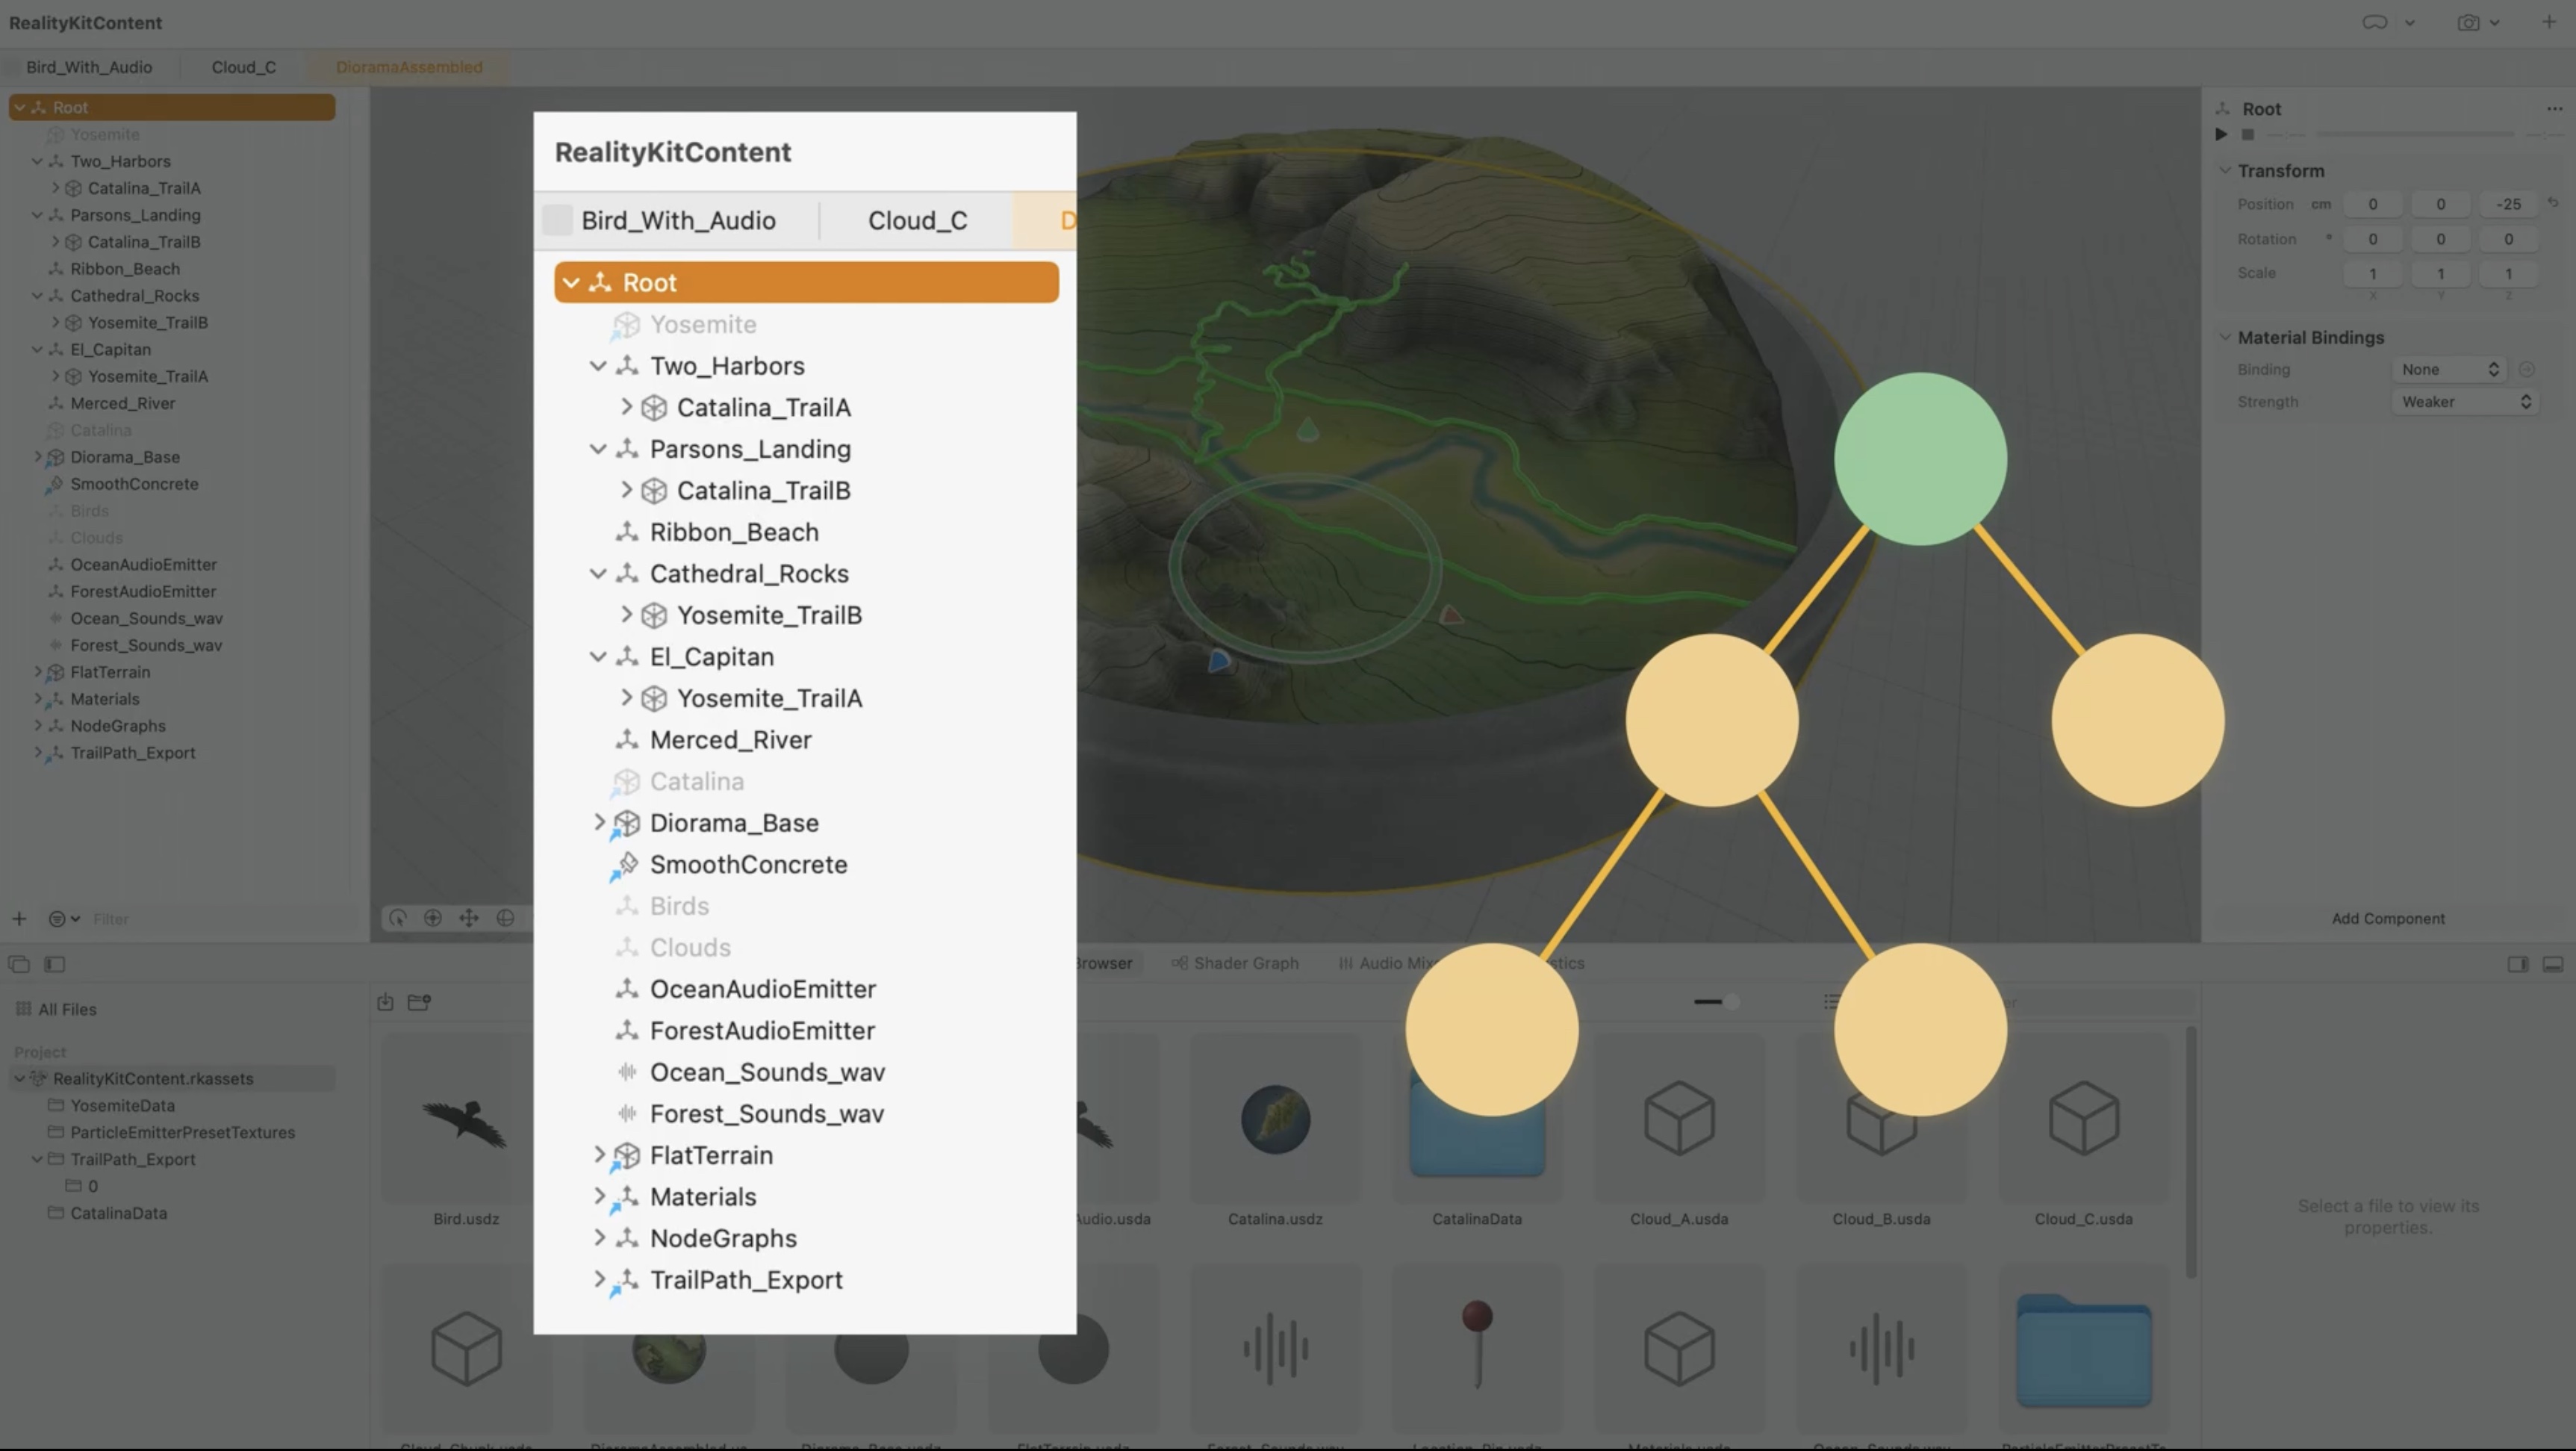 RealityKitContent
Bird_With_Audio
Cloud_C
DioramaAssembled
Root
Yosemite
Two_Harbors
Catalina_TrailA
Parsons_Landing
Catalina_TrailB
Ribbon_Beach
Cathedral_Rocks
Yosemite_TrailB
El_Capitan
Yosemite_TrailA
Merced_River
Catalina
Diorama_Base
SmoothConcrete
Birds
Clouds
OceanAudioEmitter
ForestAudioEmitter
Ocean_Sounds_wav
Forest_Sounds_wav
FlatTerrain
Materials
NodeGraphs
TrailPath_Export
Filter
RealityKitContent
Bird_With_Audio
Cloud_C
D
Root
Yosemite
Two_Harbors
Catalina_TrailA
Parsons_Landing
Catalina_TrailB
Ribbon_Beach
Cathedral_Rocks
Yosemite_TrailB
El_Capitan
Yosemite_TrailA
Merced_River
Catalina
Diorama_Base
SmoothConcrete
Birds
Clouds
OceanAudioEmitter
ForestAudioEmitter
Ocean_Sounds_wav
Forest_Sounds_wav
FlatTerrain
Materials
NodeGraphs
TrailPath_Export
Root
Transform
Position cm 0 0 -25
Rotation ° 0 0 0
Scale 1 1 1
X Y Z
Material Bindings
Binding None
Strength Weaker
Add Component
Browser
Shader Graph
Audio Mix
stics
All Files
Project
RealityKitContent.rkassets
YosemiteData
ParticleEmitterPresetTextures
TrailPath_Export
0
CatalinaData
Bird.usdz
Audio.usda
Catalina.usdz
CatalinaData
Cloud_A.usda
Cloud_B.usda
Cloud_C.usda
Select a file to view its
properties.